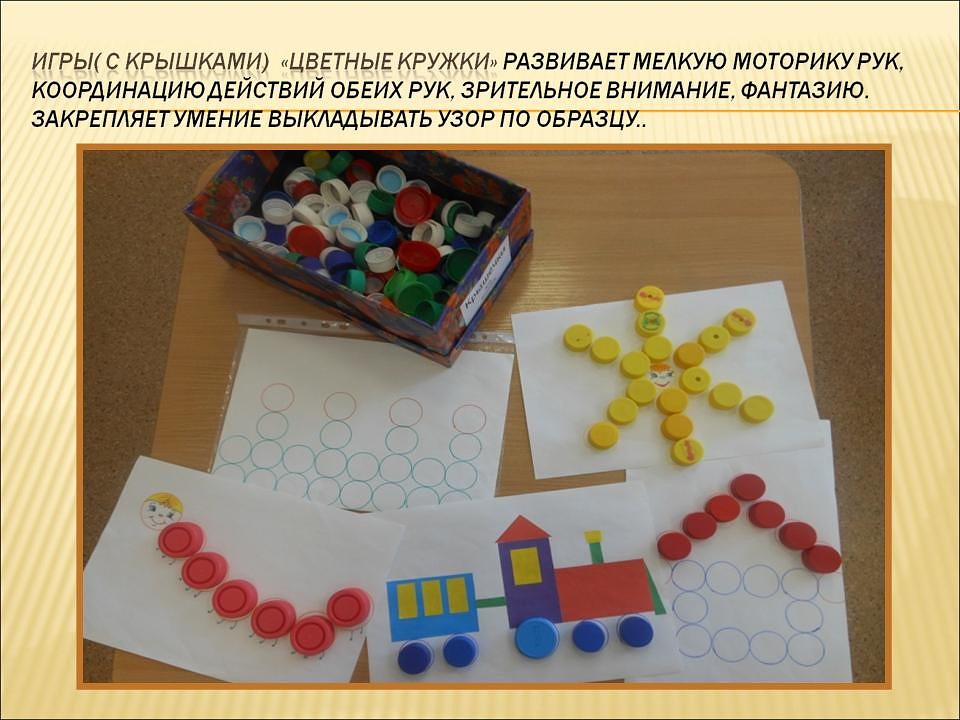 ИГРЫ( С КРЫШКАМИ) «ЦВЕТНЫЕ КРУЖКИ» РАЗВИВАЕТ МЕЛКУЮ МОТОРИКУ РУК,
КООРДИНАЦИЮ ДЕЙСТВИЙ ОБЕИХ РУК, ЗРИТЕЛЬНОЕ ВНИМАНИЕ, ФАНТАЗИЮ.
ЗАКРЕПЛЯЕТ УМЕНИЕ ВЫКЛАДЫВАТЬ УЗОР ПО ОБРАЗЦУ..
Крышечки